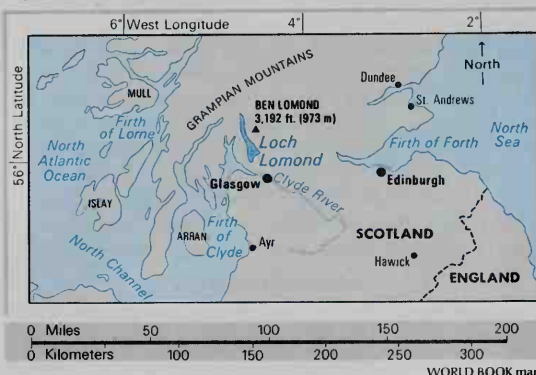 6° West Longitude 4° 2°
North
56° North Latitude
GRAMPIAN MOUNTAINS
MULL
Firth
of Lorne
North
Atlantic
Ocean
BEN LOMOND
3,192 ft. (973 m)
Loch
Lomond
Dundee
St. Andrews
Firth of Forth
North
Sea
Glasgow
Clyde River
Edinburgh
ISLAY
ARRAN
Firth
of
Clyde
Ayr
SCOTLAND
Hawick
ENGLAND
North Channel
0 Miles 50 100 150 200
0 Kilometers 100 150 200 250 300
WORLD BOOK map